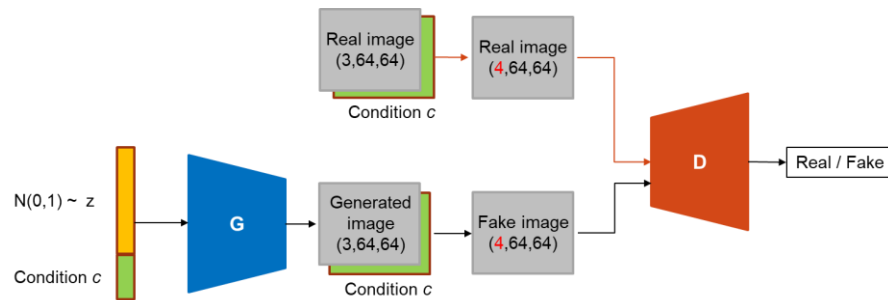 Real image
(3,64,64)
Condition c
Real image
(4,64,64)
N(0,1) ~ z
Condition c
G
Generated
image
(3,64,64)
Condition c
Fake image
(4,64,64)
D
Real / Fake